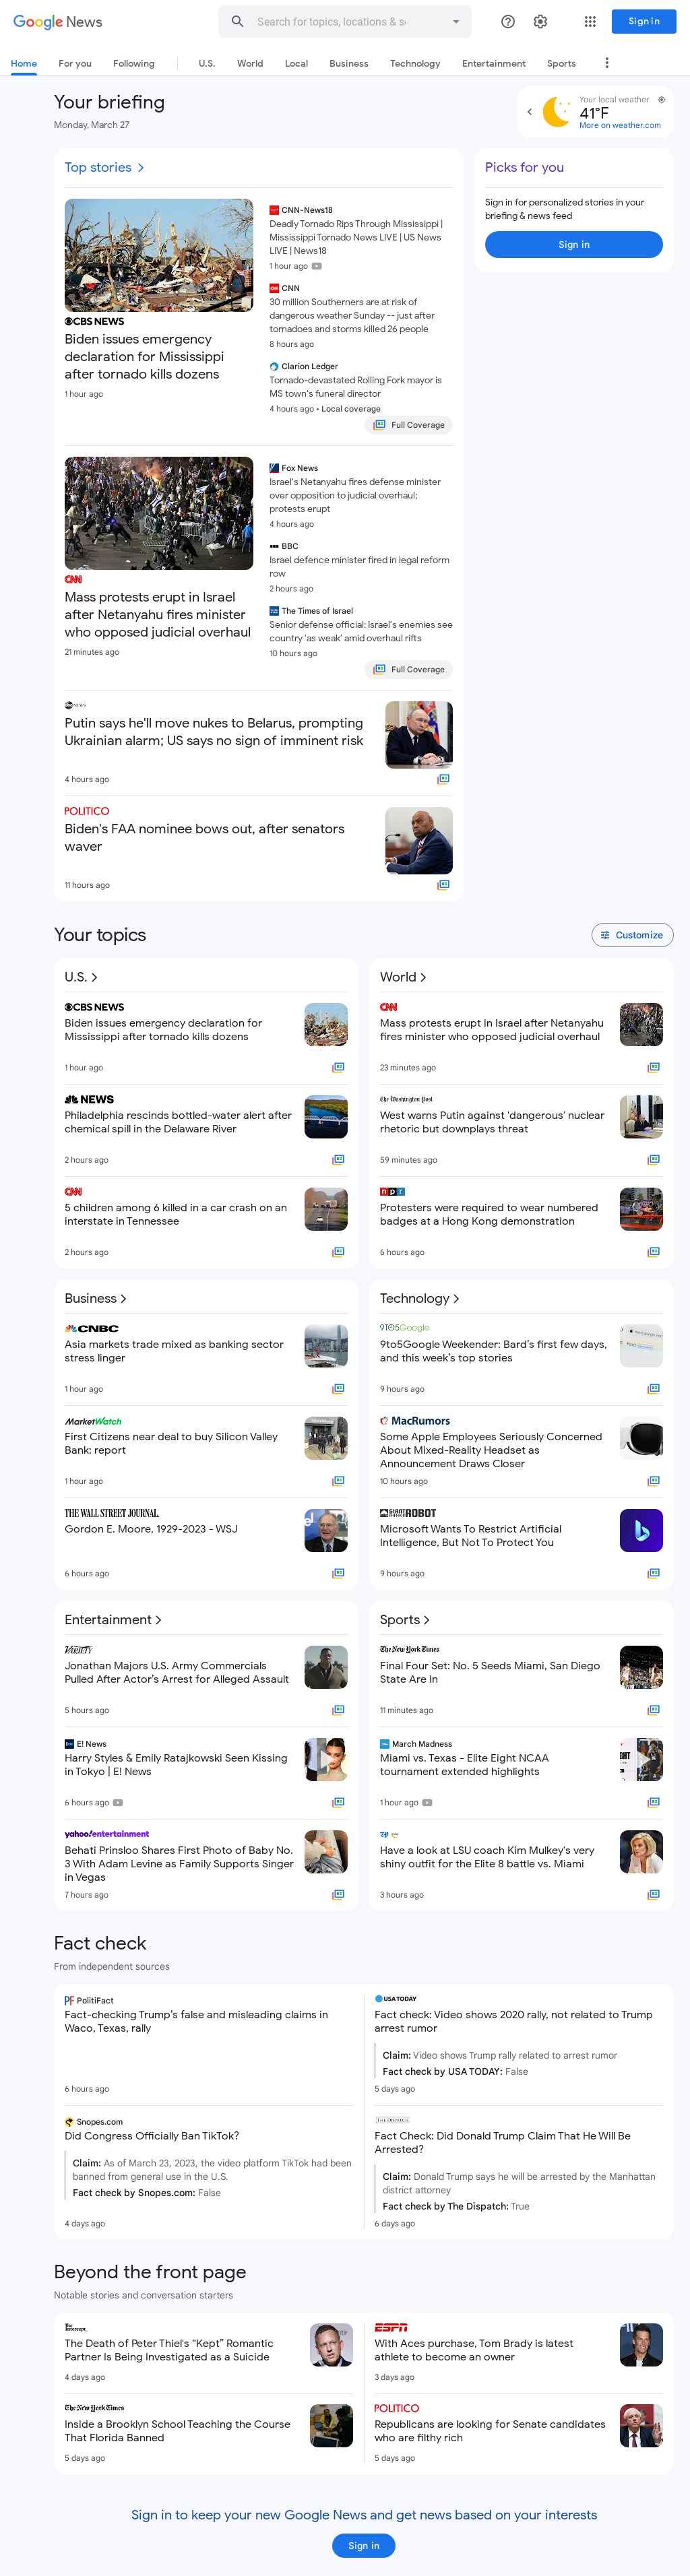 Google News
Search for topics, locations & sc
Sign in
Home
For you
Following
U.S.
World
Local
Business
Technology
Entertainment
Sports
Your briefing
Monday, March 27
Your local weather
41°F
More on weather.com
Top stories
CBS NEWS
Biden issues emergency
declaration for Mississippi
after tornado kills dozens
1 hour ago
CNN-News18
Deadly Tornado Rips Through Mississippi |
Mississippi Tornado News LIVE | US News
LIVE | News18
1 hour ago
CNN
30 million Southerners are at risk of
dangerous weather Sunday -- just after
tornadoes and storms killed 26 people
8 hours ago
Clarion Ledger
Tornado-devastated Rolling Fork mayor is
MS town's funeral director
4 hours ago • Local coverage
Full Coverage
Picks for you
Sign in for personalized stories in your
briefing & news feed
Sign in
CNN
Mass protests erupt in Israel
after Netanyahu fires minister
who opposed judicial overhaul
21 minutes ago
Fox News
Israel's Netanyahu fires defense minister
over opposition to judicial overhaul;
protests erupt
4 hours ago
BBC
Israel defence minister fired in legal reform
row
2 hours ago
The Times of Israel
Senior defense official: Israel's enemies see
country 'as weak' amid overhaul rifts
10 hours ago
Full Coverage
abc NEWS
Putin says he'll move nukes to Belarus, prompting
Ukrainian alarm; US says no sign of imminent risk
4 hours ago
POLITICO
Biden's FAA nominee bows out, after senators
waver
11 hours ago
Your topics
Customize
U.S.
CBS NEWS
Biden issues emergency declaration for
Mississippi after tornado kills dozens
1 hour ago
NEWS
Philadelphia rescinds bottled-water alert after
chemical spill in the Delaware River
2 hours ago
CNN
5 children among 6 killed in a car crash on an
interstate in Tennessee
2 hours ago
World
CNN
Mass protests erupt in Israel after Netanyahu
fires minister who opposed judicial overhaul
23 minutes ago
The Washington Post
West warns Putin against 'dangerous' nuclear
rhetoric but downplays threat
59 minutes ago
npr
Protesters were required to wear numbered
badges at a Hong Kong demonstration
6 hours ago
Business
CNBC
Asia markets trade mixed as banking sector
stress linger
1 hour ago
MarketWatch
First Citizens near deal to buy Silicon Valley
Bank: report
1 hour ago
THE WALL STREET JOURNAL.
Gordon E. Moore, 1929-2023 - WSJ
6 hours ago
Technology
9TO5Google
9to5Google Weekender: Bard's first few days,
and this week's top stories
9 hours ago
MacRumors
Some Apple Employees Seriously Concerned
About Mixed-Reality Headset as
Announcement Draws Closer
10 hours ago
GIANT FREAKIN ROBOT
Microsoft Wants To Restrict Artificial
Intelligence, But Not To Protect You
9 hours ago
Entertainment
VARIETY
Jonathan Majors U.S. Army Commercials
Pulled After Actor's Arrest for Alleged Assault
5 hours ago
E! News
Harry Styles & Emily Ratajkowski Seen Kissing
in Tokyo | E! News
6 hours ago
yahoo!entertainment
Behati Prinsloo Shares First Photo of Baby No.
3 With Adam Levine as Family Supports Singer
in Vegas
7 hours ago
Sports
The New York Times
Final Four Set: No. 5 Seeds Miami, San Diego
State Are In
11 minutes ago
March Madness
Miami vs. Texas - Elite Eight NCAA
tournament extended highlights
1 hour ago
Have a look at LSU coach Kim Mulkey's very
shiny outfit for the Elite 8 battle vs. Miami
3 hours ago
Fact check
From independent sources
PolitiFact
Fact-checking Trump's false and misleading claims in
Waco, Texas, rally
6 hours ago
USA TODAY
Fact check: Video shows 2020 rally, not related to Trump
arrest rumor
Claim: Video shows Trump rally related to arrest rumor
Fact check by USA TODAY: False
5 days ago
Snopes.com
Did Congress Officially Ban TikTok?
Claim: As of March 23, 2023, the video platform TikTok had been
banned from general use in the U.S.
Fact check by Snopes.com: False
4 days ago
THE DISPATCH
Fact Check: Did Donald Trump Claim That He Will Be
Arrested?
Claim: Donald Trump says he will be arrested by the Manhattan
district attorney
Fact check by The Dispatch: True
6 days ago
Beyond the front page
Notable stories and conversation starters
The Intercept_
The Death of Peter Thiel's "Kept" Romantic
Partner Is Being Investigated as a Suicide
4 days ago
ESPN
With Aces purchase, Tom Brady is latest
athlete to become an owner
3 days ago
The New York Times
Inside a Brooklyn School Teaching the Course
That Florida Banned
5 days ago
POLITICO
Republicans are looking for Senate candidates
who are filthy rich
5 days ago
Sign in to keep your new Google News and get news based on your interests
Sign in